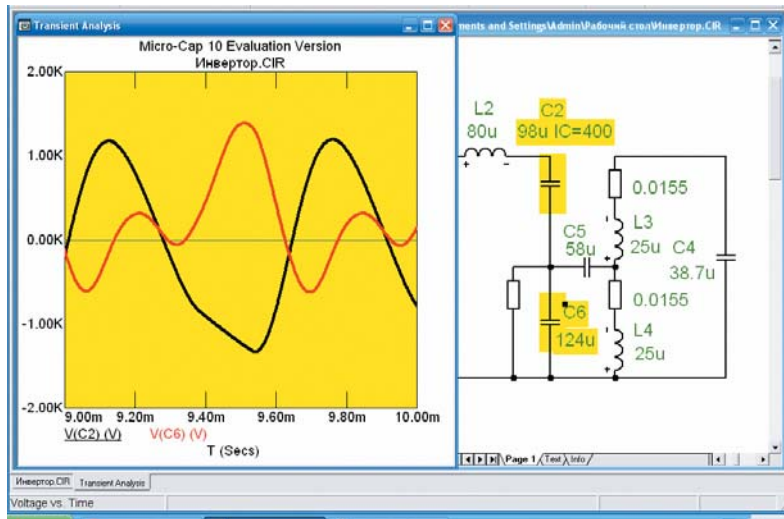 Transient Analysis
ments and Settings\Admin\Рабочий стол\Инвертор.CIR
Micro-Cap 10 Evaluation Version
Инвертор.CIR
2.00K
1.00K
0.00K
-1.00K
-2.00K
9.00m 9.20m 9.40m 9.60m 9.80m 10.00m
V(C2) (V) V(C6) (V)
T (Secs)
L2
80u
C2
98u IC=400
0.0155
L3
25u
C5
58u
C4
38.7u
0.0155
C6
124u
L4
25u
Page 1 Text Info
Инвертор.CIR Transient Analysis
Voltage vs. Time